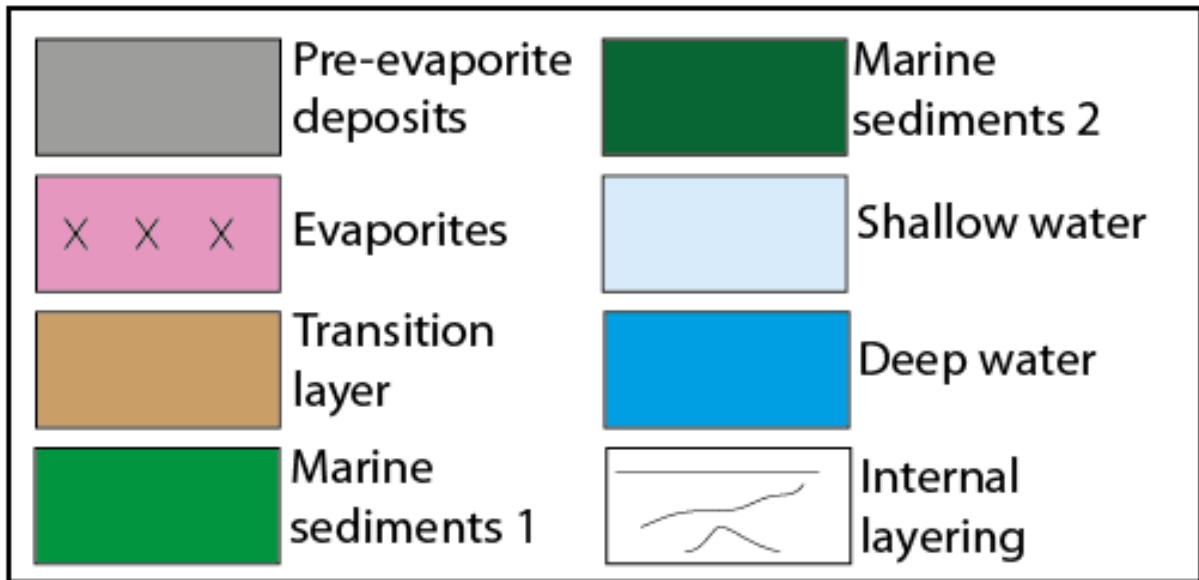 Pre-evaporite
deposits
X X X
Evaporites
Transition
layer
Marine
sediments 1
Marine
sediments 2
Shallow water
Deep water
Internal
layering